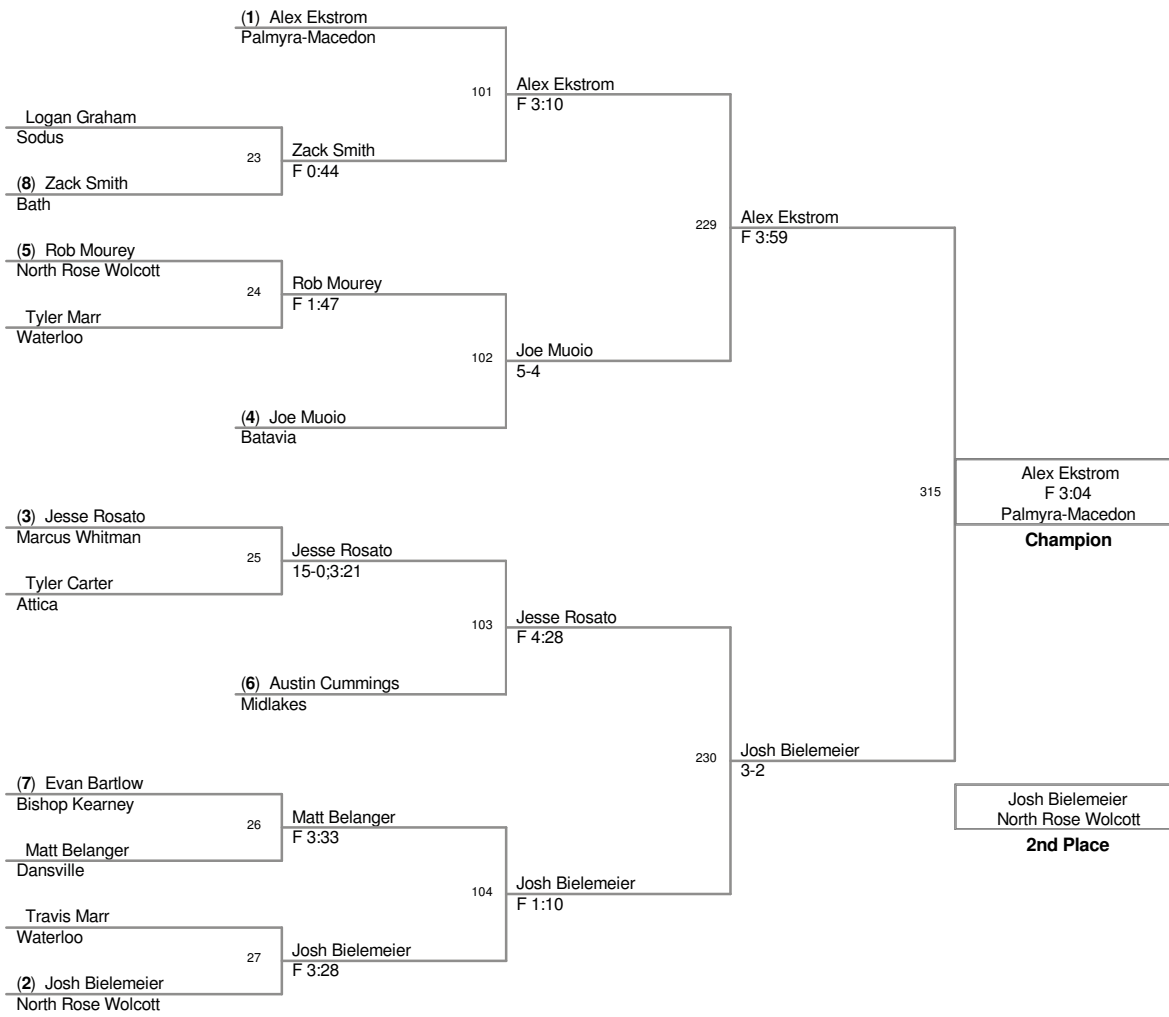 (1) Alex Ekstrom
Palmyra-Macedon
101
Alex Ekstrom
F 3:10
Logan Graham
Sodus
23
Zack Smith
F 0:44
(8) Zack Smith
Bath
229
Alex Ekstrom
F 3:59
(5) Rob Mourey
North Rose Wolcott
24
Rob Mourey
F 1:47
Tyler Marr
Waterloo
102
Joe Muoio
5-4
(4) Joe Muoio
Batavia
315
Alex Ekstrom
F 3:04
Palmyra-Macedon
Champion
(3) Jesse Rosato
Marcus Whitman
25
Jesse Rosato
15-0;3:21
Tyler Carter
Attica
103
Jesse Rosato
F 4:28
(6) Austin Cummings
Midlakes
230
Josh Bielemeier
3-2
(7) Evan Bartlow
Bishop Kearney
26
Matt Belanger
F 3:33
Matt Belanger
Dansville
Josh Bielemeier
North Rose Wolcott
2nd Place
104
Josh Bielemeier
F 1:10
Travis Marr
Waterloo
27
Josh Bielemeier
F 3:28
(2) Josh Bielemeier
North Rose Wolcott